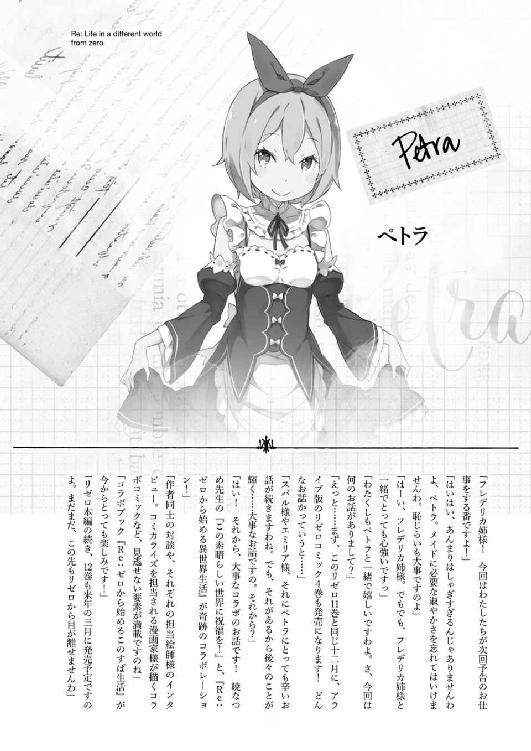 Re: Life in a different world
from zero
Petra
ペトラ
「フレデリカ姉様！　今回はわたしたちが次回予告のお仕
事をする番ですよー」
「はいはい、あんまりはしゃぎすぎるんじゃありませんわ
よ、ペトラ。メイドに必要な淑やかさを忘れてはいけま
せんわ。恥じらいも大事ですのよ」
「はーい、フレデリカ姉様。でもでも、フレデリカ姉様と
一緒でとっても心強いですっ」
「わたくしもペトラと一緒で嬉しいですわよ。さ、今回は
何のお話がありまして？」
「えっと……まず、このリゼロ11巻と同じ十二月に、アラ
イブ版のリゼロコミック4巻も発売になります！　どん
なお話かっていうと……」
「スバル様やエミリア様、それにペトラにとっても辛いお
話が続きますわね。でも、それがあるから後々のことが
輝く……大事なお話ですの。それから？」
「はい！　それから、大事なコラボのお話です！　暁なつ
め先生の『この素晴らしい世界に祝福を！』と、『Re：
ゼロから始める異世界生活』が奇跡のコラボレーショ
ン！」
「作者同士の対談や、それぞれの担当絵師様のインタ
ビュー。コミカライズを担当される漫画家様が描くコラ
ボコミックなど、見逃せない要素が満載ですのね」
「コラボブック『Re：ゼロから始めるこのすば生活』が
今からとっても楽しみです！」
「リゼロ本編の続き、12巻も来年の三月に発売予定ですの
よ。まだまだ、この先もリゼロから目が離せませんわ」